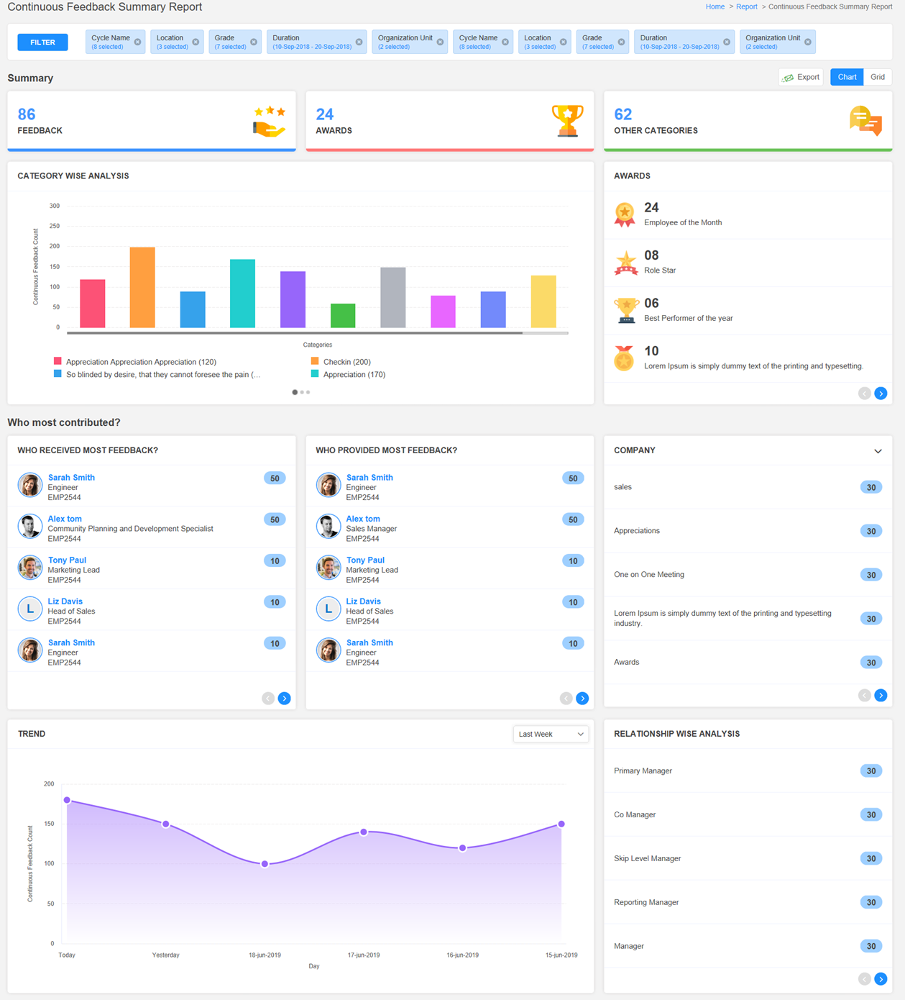 Continuous Feedback Summary Report
Home > Report > Continuous Feedback Summary Report
FILTER
Cycle Name
(8 selected)
Location
(3 selected)
Grade
(7 selected)
Duration
(10-Sep-2018 - 20-Sep-2018)
Organization Unit
(2 selected)
Cycle Name
(8 selected)
Location
(3 selected)
Grade
(7 selected)
Duration
(10-Sep-2018 - 20-Sep-2018)
Organization Unit
(2 selected)
Summary
Export
Chart
Grid
86
FEEDBACK
24
AWARDS
62
OTHER CATEGORIES
CATEGORY WISE ANALYSIS
Continuous Feedback Count
300
250
200
150
100
50
0
Categories
Appreciation Appreciation Appreciation (120)
Checkin (200)
So blinded by desire, that they cannot foresee the pain (...
Appreciation (170)
AWARDS
24
Employee of the Month
08
Role Star
06
Best Performer of the year
10
Lorem Ipsum is simply dummy text of the printing and typesetting.
Who most contributed?
WHO RECEIVED MOST FEEDBACK?
Sarah Smith
Engineer
EMP2544
50
Alex tom
Community Planning and Development Specialist
EMP2544
50
Tony Paul
Marketing Lead
EMP2544
10
L
Liz Davis
Head of Sales
EMP2544
10
Sarah Smith
Engineer
EMP2544
10
WHO PROVIDED MOST FEEDBACK?
Sarah Smith
Engineer
EMP2544
50
Alex tom
Sales Manager
EMP2544
50
Tony Paul
Marketing Lead
EMP2544
10
L
Liz Davis
Head of Sales
EMP2544
10
Sarah Smith
Engineer
EMP2544
10
COMPANY
sales
30
Appreciations
30
One on One Meeting
30
Lorem Ipsum is simply dummy text of the printing and typesetting
industry.
30
Awards
30
TREND
Last Week
Continuous Feedback Count
200
150
100
50
0
Today
Yesterday
18-jun-2019
17-jun-2019
16-jun-2019
15-jun-2019
Day
RELATIONSHIP WISE ANALYSIS
Primary Manager
30
Co Manager
30
Skip Level Manager
30
Reporting Manager
30
Manager
30